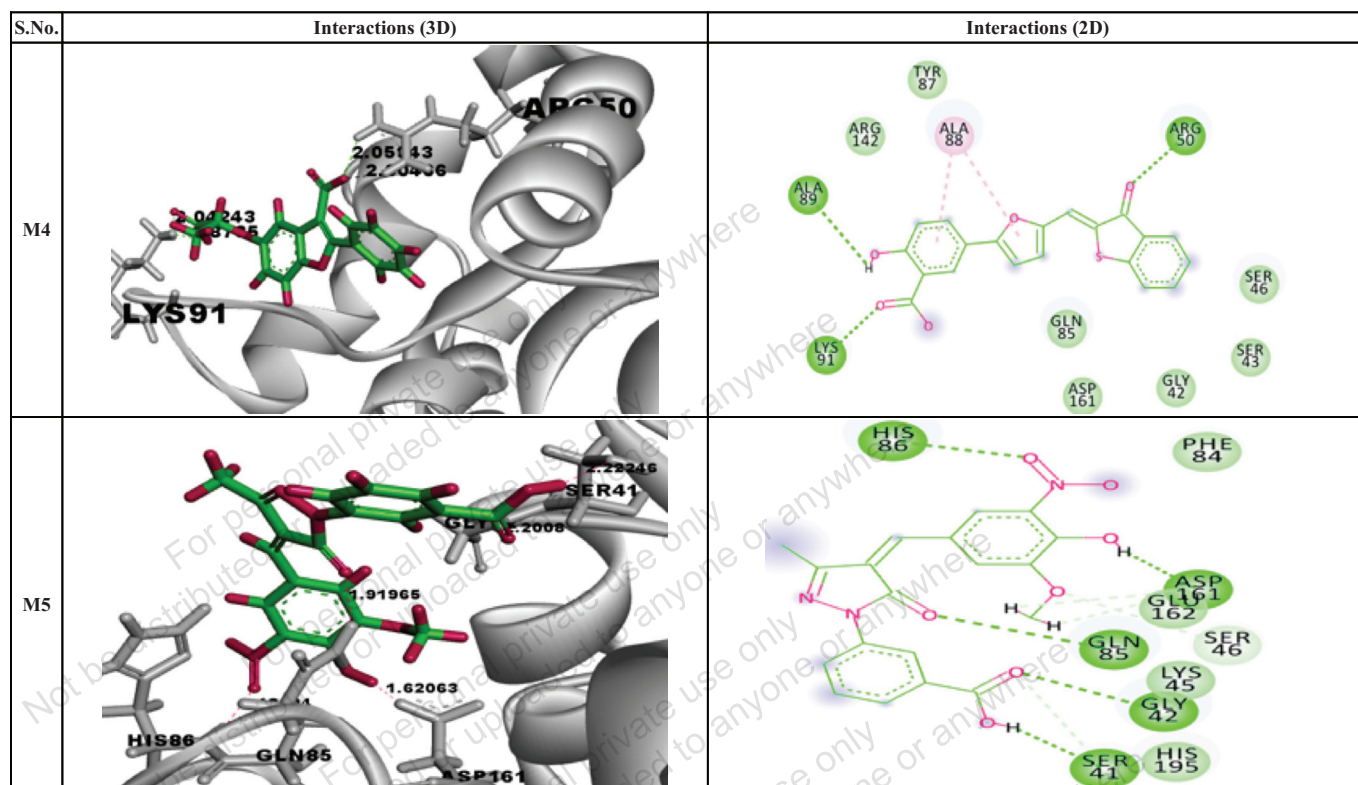 S.No.
Interactions (3D)
Interactions (2D)
M4
ARG50
2.05943
LYS91
TYR
87
ARG
142
ALA
88
ARG
50
ALA
89
O
O
O
H
S
O
O
SER
46
GLN
85
SER
43
LYS
91
ASP
161
GLY
42
M5
2.22246
SER41
GLY
2.2008
1.91965
1.62063
HIS86
GLN85
ASP161
HIS
86
PHE
84
O
N
O
O
H
N
N
O
O
H
H
ASP
161
GLU
162
GLN
85
SER
46
O
O
H
LYS
45
GLY
42
SER
41
HIS
195
For personal private use only
Not be distributed or uploaded to anyone or anywhere